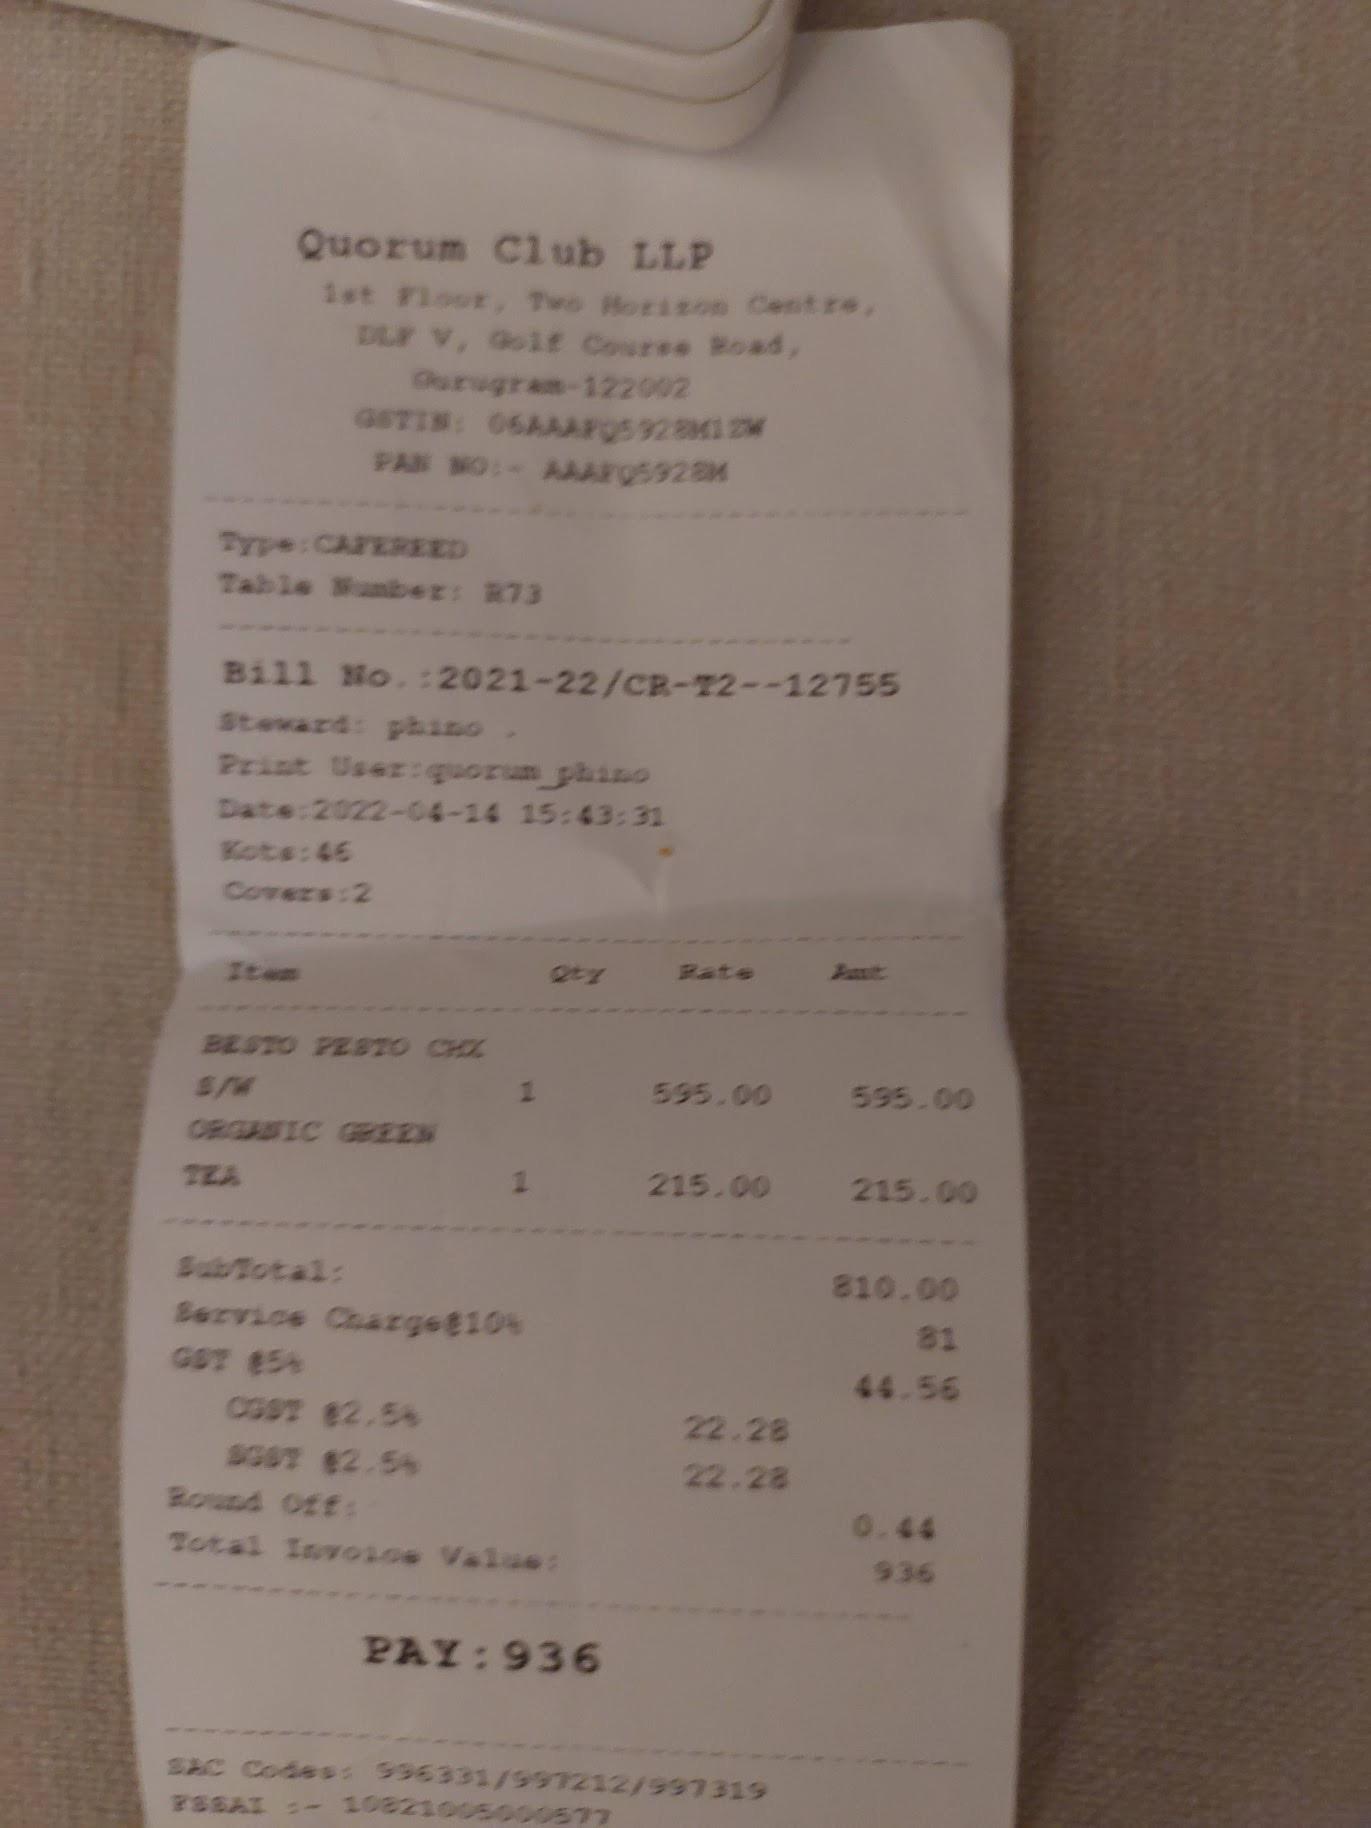 Quorum Club LLP
1st Floor, Two Horizon Centre,
DLF V, Golf Course Road,
Gurugram-122002
GSTIN: 06AAAFQ5928M1ZW
PAN NO:- AAAFQ5928M
Type:CAFEREED
Table Number: R73
Bill No.:2021-22/CR-T2--12755
Steward: phino .
Print User:quorum_phino
Date:2022-04-14 15:43:31
Kots:46
Covers:2
Item Qty Rate Amt
BESTO PESTO CHK
S/W 1 595.00 595.00
ORGANIC GREEN
TEA 1 215.00 215.00
SubTotal: 810.00
Service Charge@10% 81
GST @5% 44.56
CGST @2.5% 22.28
SGST @2.5% 22.28
Round Off: 0.44
Total Invoice Value: 936
PAY:936
SAC Codes: 996331/997212/997319
FSSAI :- 10821005000577